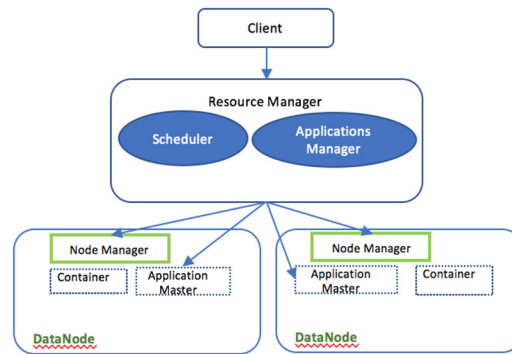 Client
Resource Manager
Scheduler
Applications
Manager
Node Manager
Container
Application
Master
DataNode
Node Manager
Application
Master
Container
DataNode